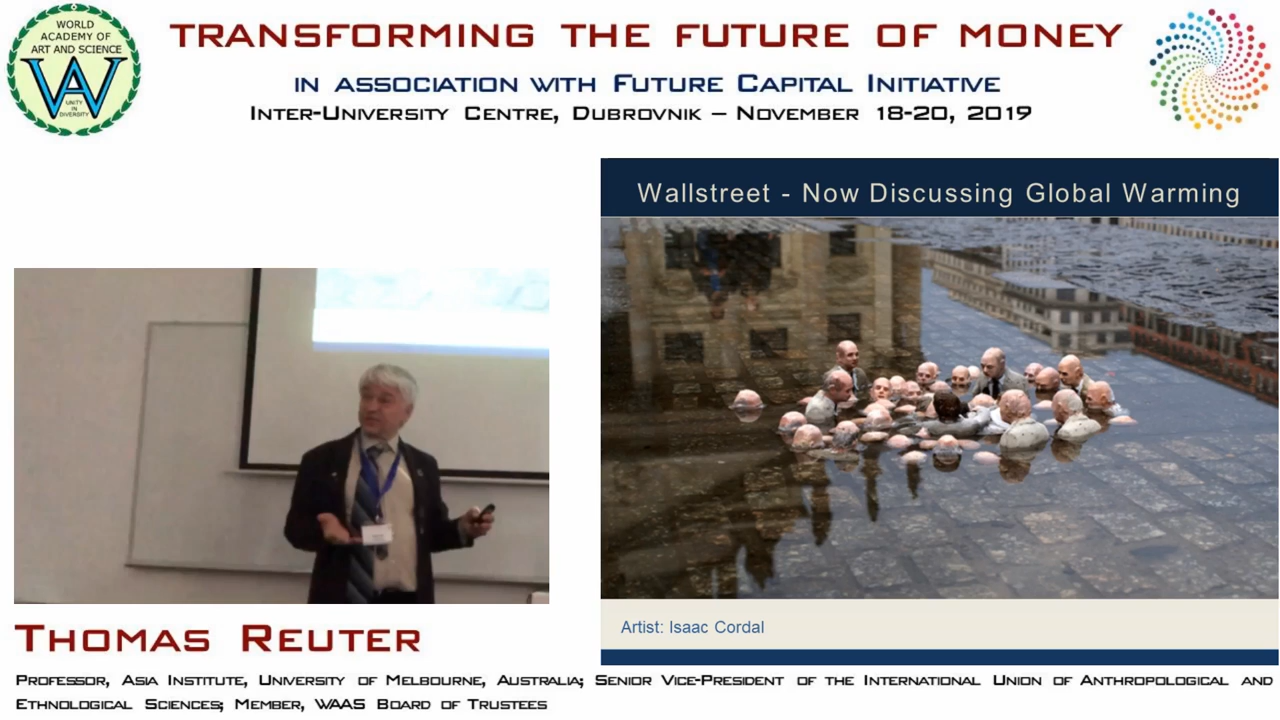 WORLD
ACADEMY OF
ART AND SCIENCE
WA
UNITY
IN
DIVERSITY
TRANSFORMING THE FUTURE OF MONEY
IN ASSOCIATION WITH FUTURE CAPITAL INITIATIVE
INTER-UNIVERSITY CENTRE, DUBROVNIK – NOVEMBER 18-20, 2019
Wallstreet - Now Discussing Global Warming
Artist: Isaac Cordal
THOMAS REUTER
PROFESSOR, ASIA INSTITUTE, UNIVERSITY OF MELBOURNE, AUSTRALIA; SENIOR VICE-PRESIDENT OF THE INTERNATIONAL UNION OF ANTHROPOLOGICAL AND
ETHNOLOGICAL SCIENCES; MEMBER, WAAS BOARD OF TRUSTEES